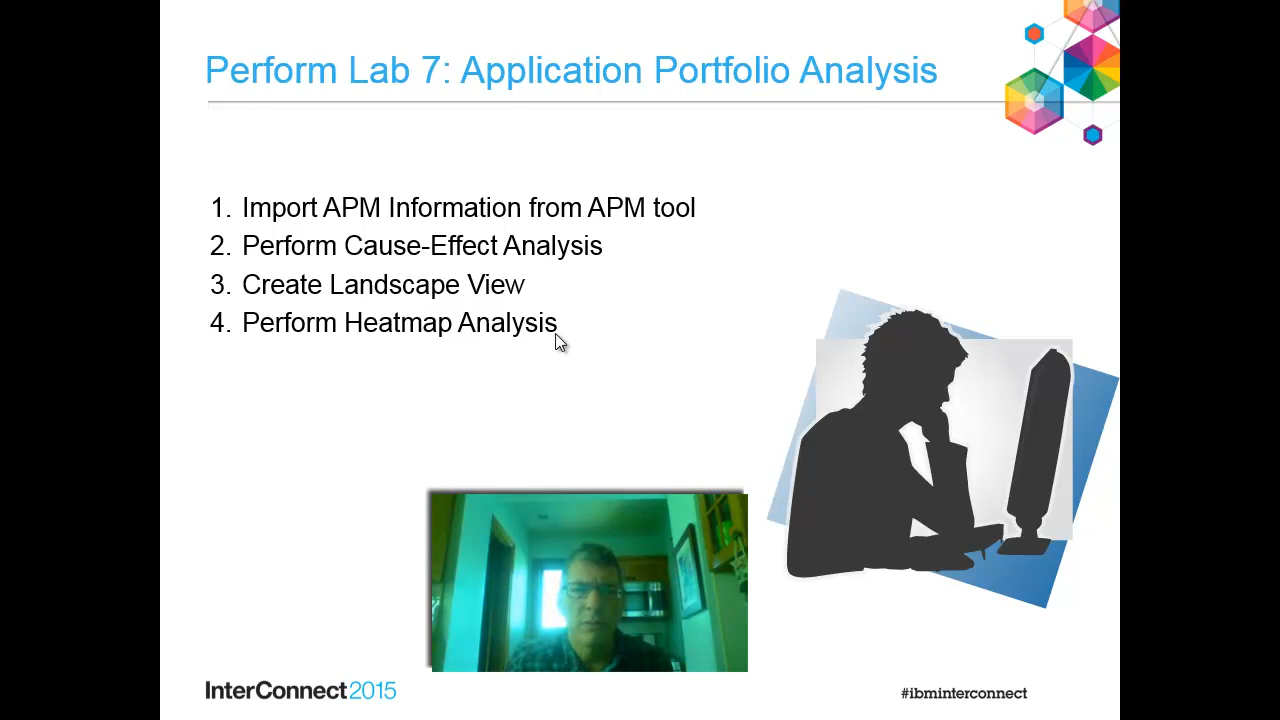 Perform Lab 7: Application Portfolio Analysis
1. Import APM Information from APM tool
2. Perform Cause-Effect Analysis
3. Create Landscape View
4. Perform Heatmap Analysis
InterConnect2015
#ibminterconnect